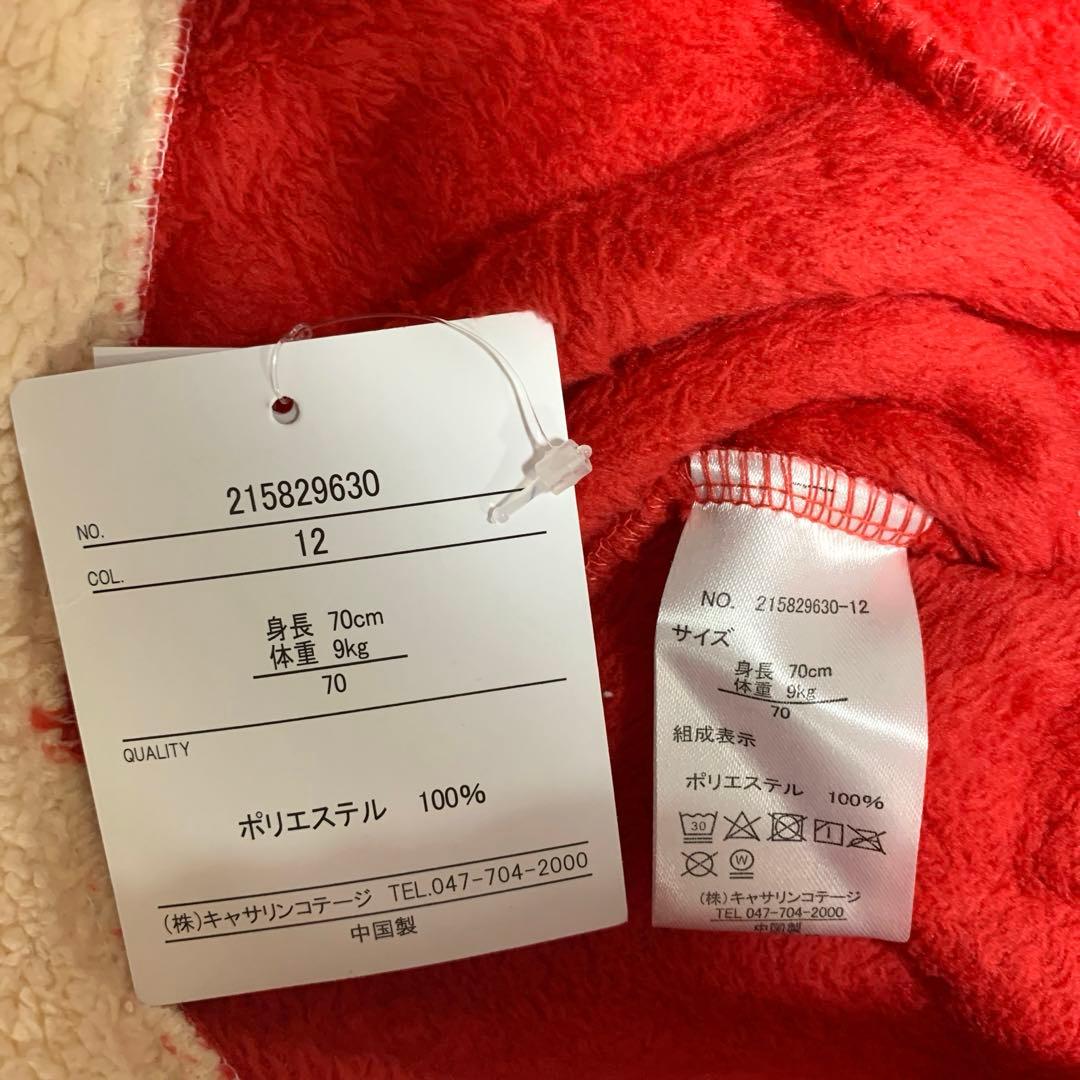 NO. 215829630
COL. 12
身長 70cm
体重 9kg
70
QUALITY
ポリエステル 100%
(株)キャサリンコテージ TEL.047-704-2000
中国製
NO. 215829630-12
サイズ
身長 70cm
体重 9kg
70
組成表示
ポリエステル 100%
30
W
(株)キャサリンコテージ
TEL 047-704-2000
中国製